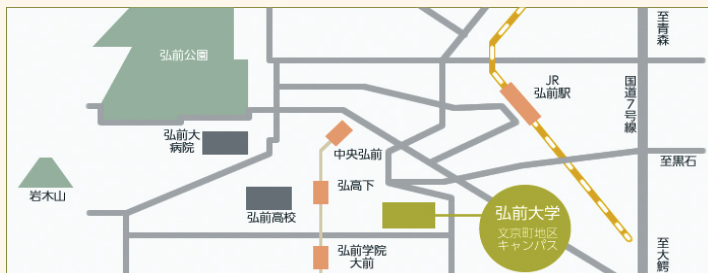 弘前公園
至青森
JR
弘前駅
国道7号線
弘前大
病院
中央弘前
至黒石
岩木山
弘高下
弘前高校
弘前大学
文京町地区
キャンパス
弘前学院
大前
至大鰐